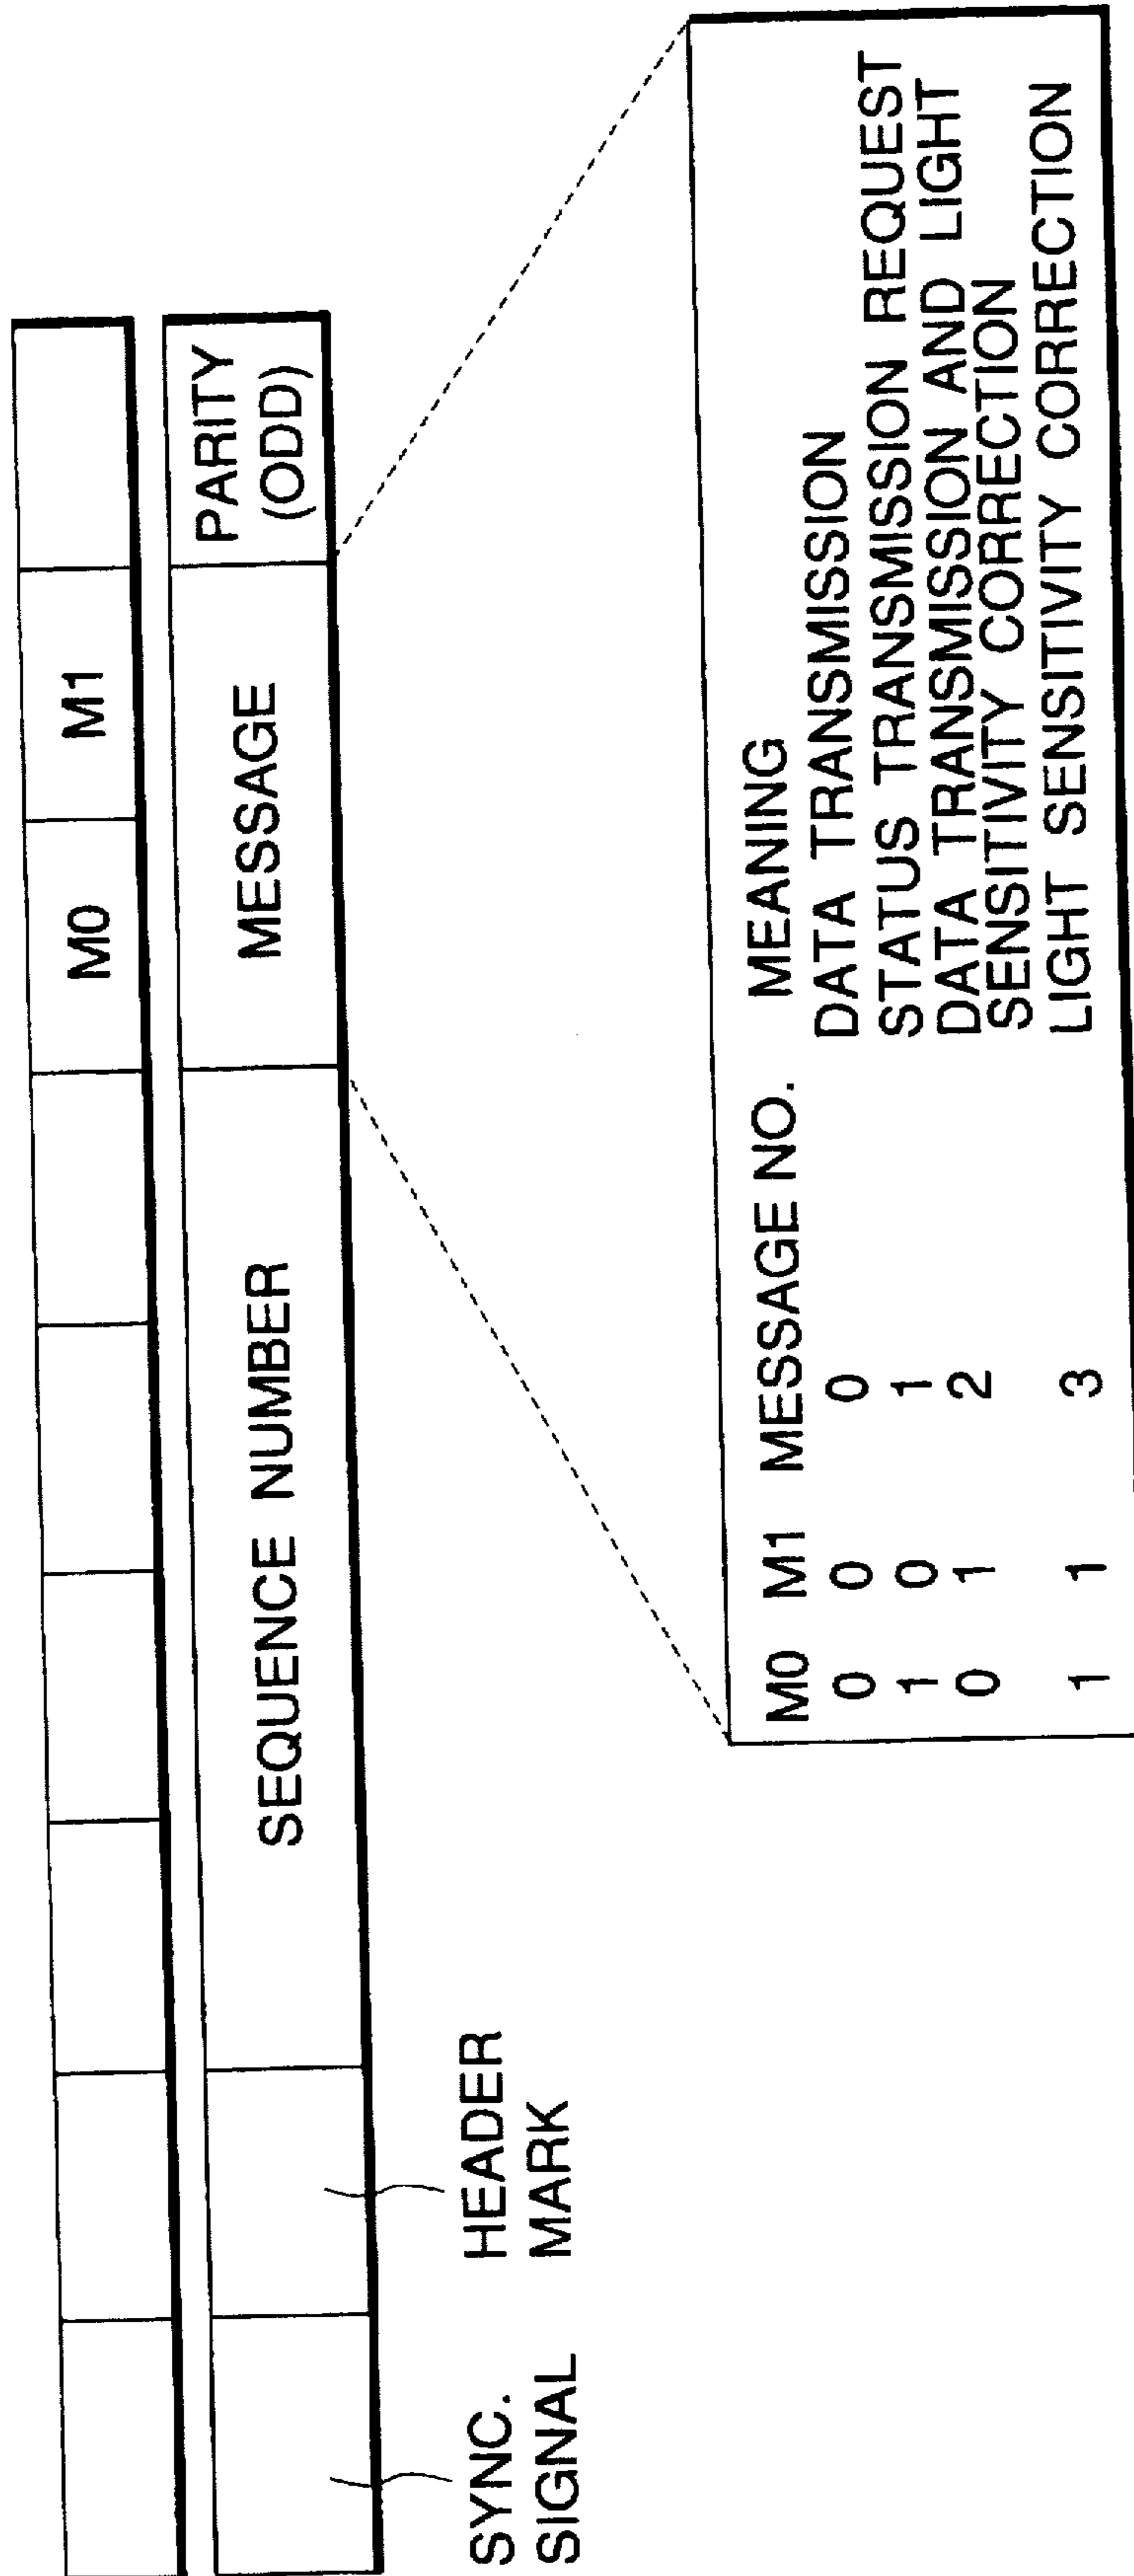 M0 M1
SEQUENCE NUMBER MESSAGE PARITY
(ODD)
SYNC. HEADER
SIGNAL MARK
M0 M1 MESSAGE NO. MEANING
0 0 0 DATA TRANSMISSION
1 0 1 STATUS TRANSMISSION REQUEST
0 1 2 DATA TRANSMISSION AND LIGHT
SENSITIVITY CORRECTION
1 1 3 LIGHT SENSITIVITY CORRECTION